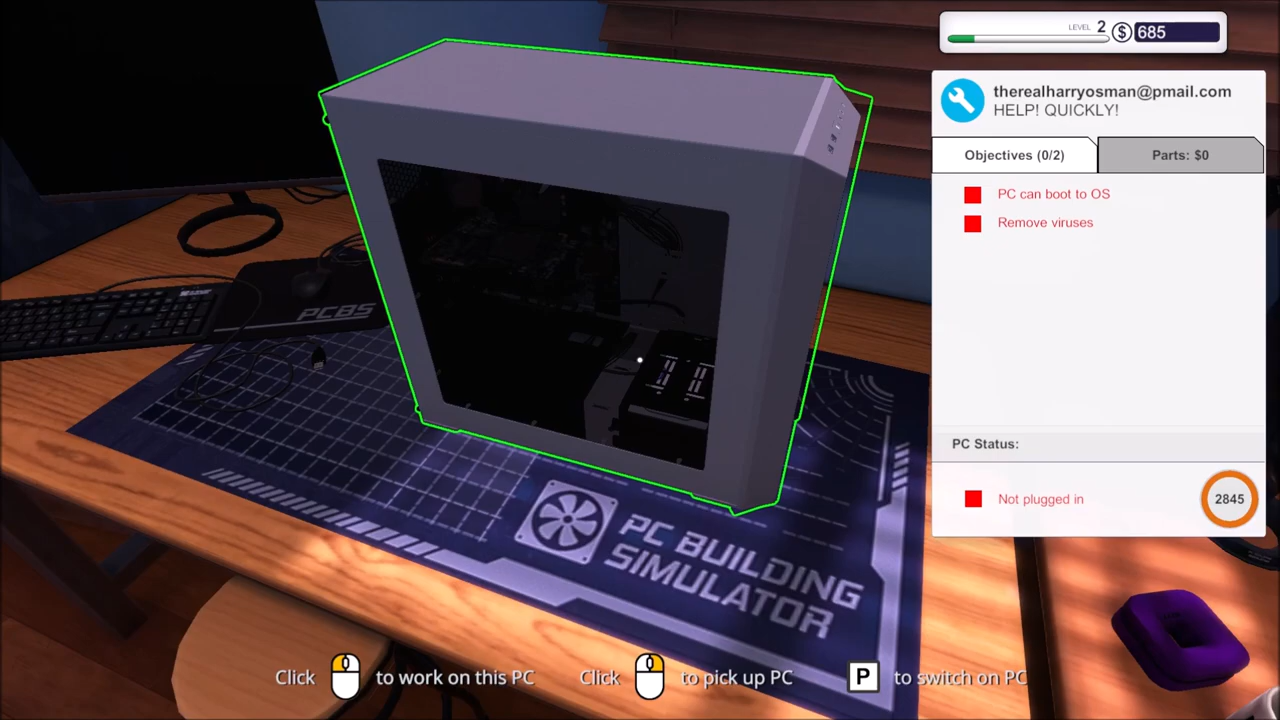 LEVEL 2 $ 685
therealharryosman@pmail.com
HELP! QUICKLY!
Objectives (0/2)
Parts: $0
PC can boot to OS
Remove viruses
PC Status:
Not plugged in
2845
PCBS
PC BUILDING
SIMULATOR
Click to work on this PC
Click to pick up PC
P to switch on PC